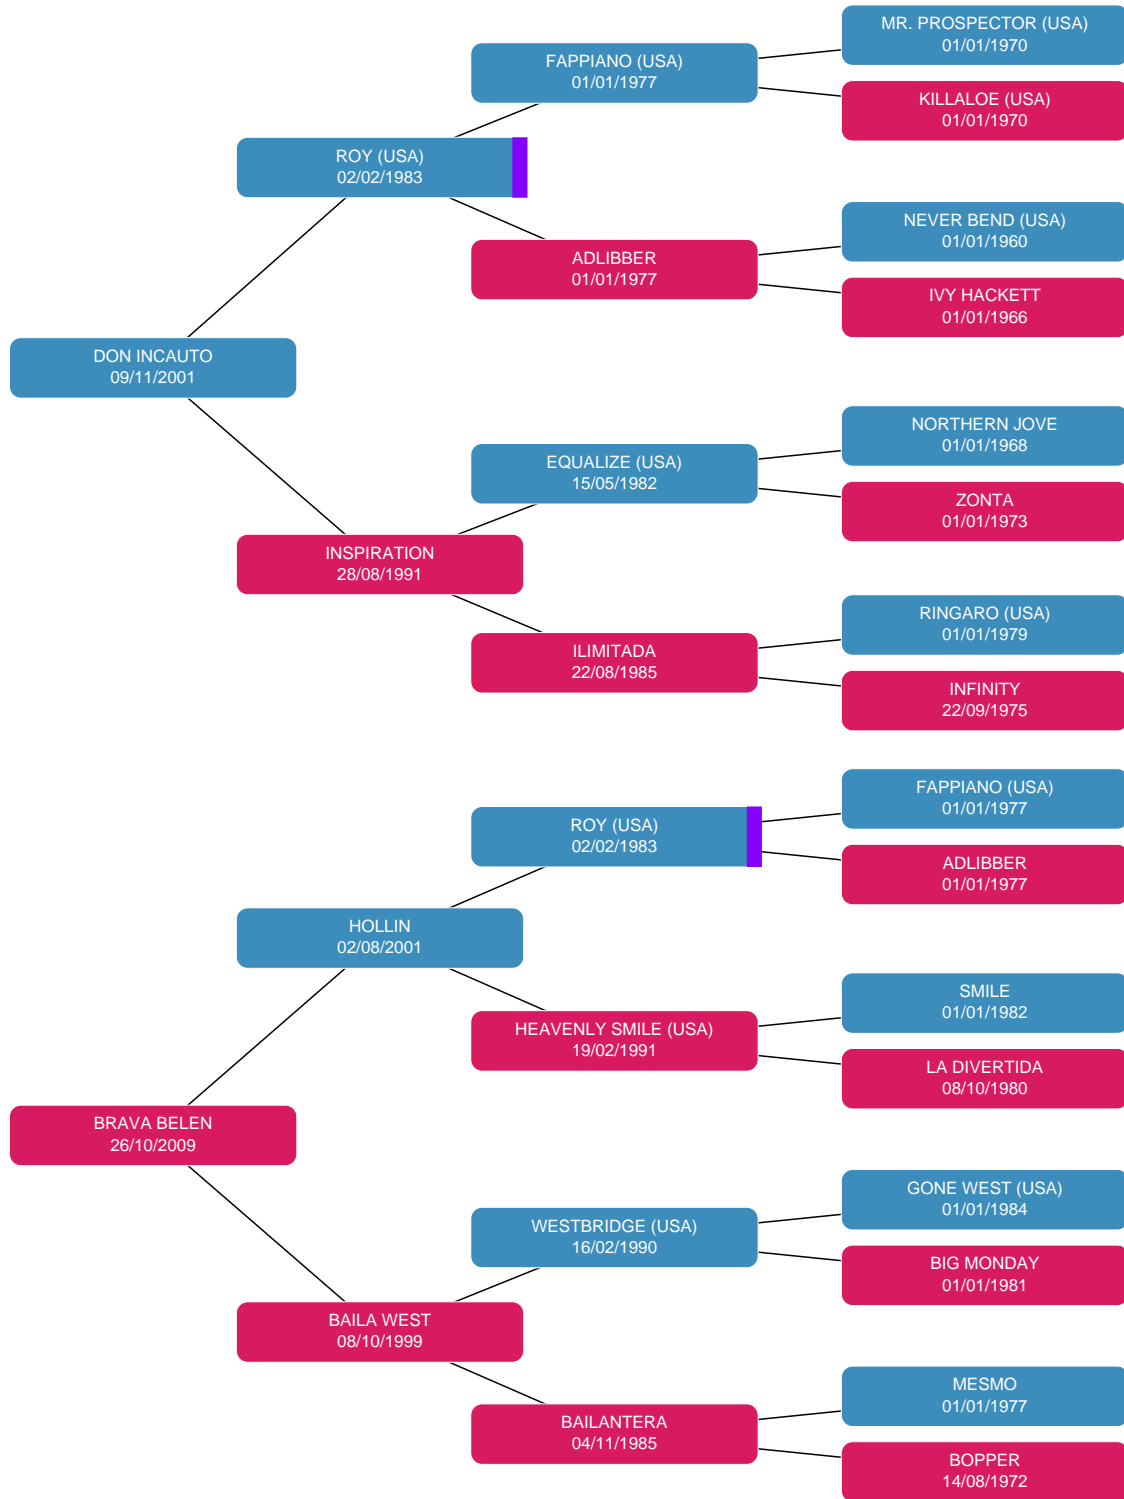 MR. PROSPECTOR (USA)
01/01/1970
FAPPIANO (USA)
01/01/1977
KILLALOE (USA)
01/01/1970
ROY (USA)
02/02/1983
NEVER BEND (USA)
01/01/1960
ADLIBBER
01/01/1977
IVY HACKETT
01/01/1966
DON INCAUTO
09/11/2001
NORTHERN JOVE
01/01/1968
EQUALIZE (USA)
15/05/1982
ZONTA
01/01/1973
INSPIRATION
28/08/1991
RINGARO (USA)
01/01/1979
ILIMITADA
22/08/1985
INFINITY
22/09/1975
FAPPIANO (USA)
01/01/1977
ROY (USA)
02/02/1983
ADLIBBER
01/01/1977
HOLLIN
02/08/2001
SMILE
01/01/1982
HEAVENLY SMILE (USA)
19/02/1991
LA DIVERTIDA
08/10/1980
BRAVA BELEN
26/10/2009
GONE WEST (USA)
01/01/1984
WESTBRIDGE (USA)
16/02/1990
BIG MONDAY
01/01/1981
BAILA WEST
08/10/1999
MESMO
01/01/1977
BAILANTERA
04/11/1985
BOPPER
14/08/1972